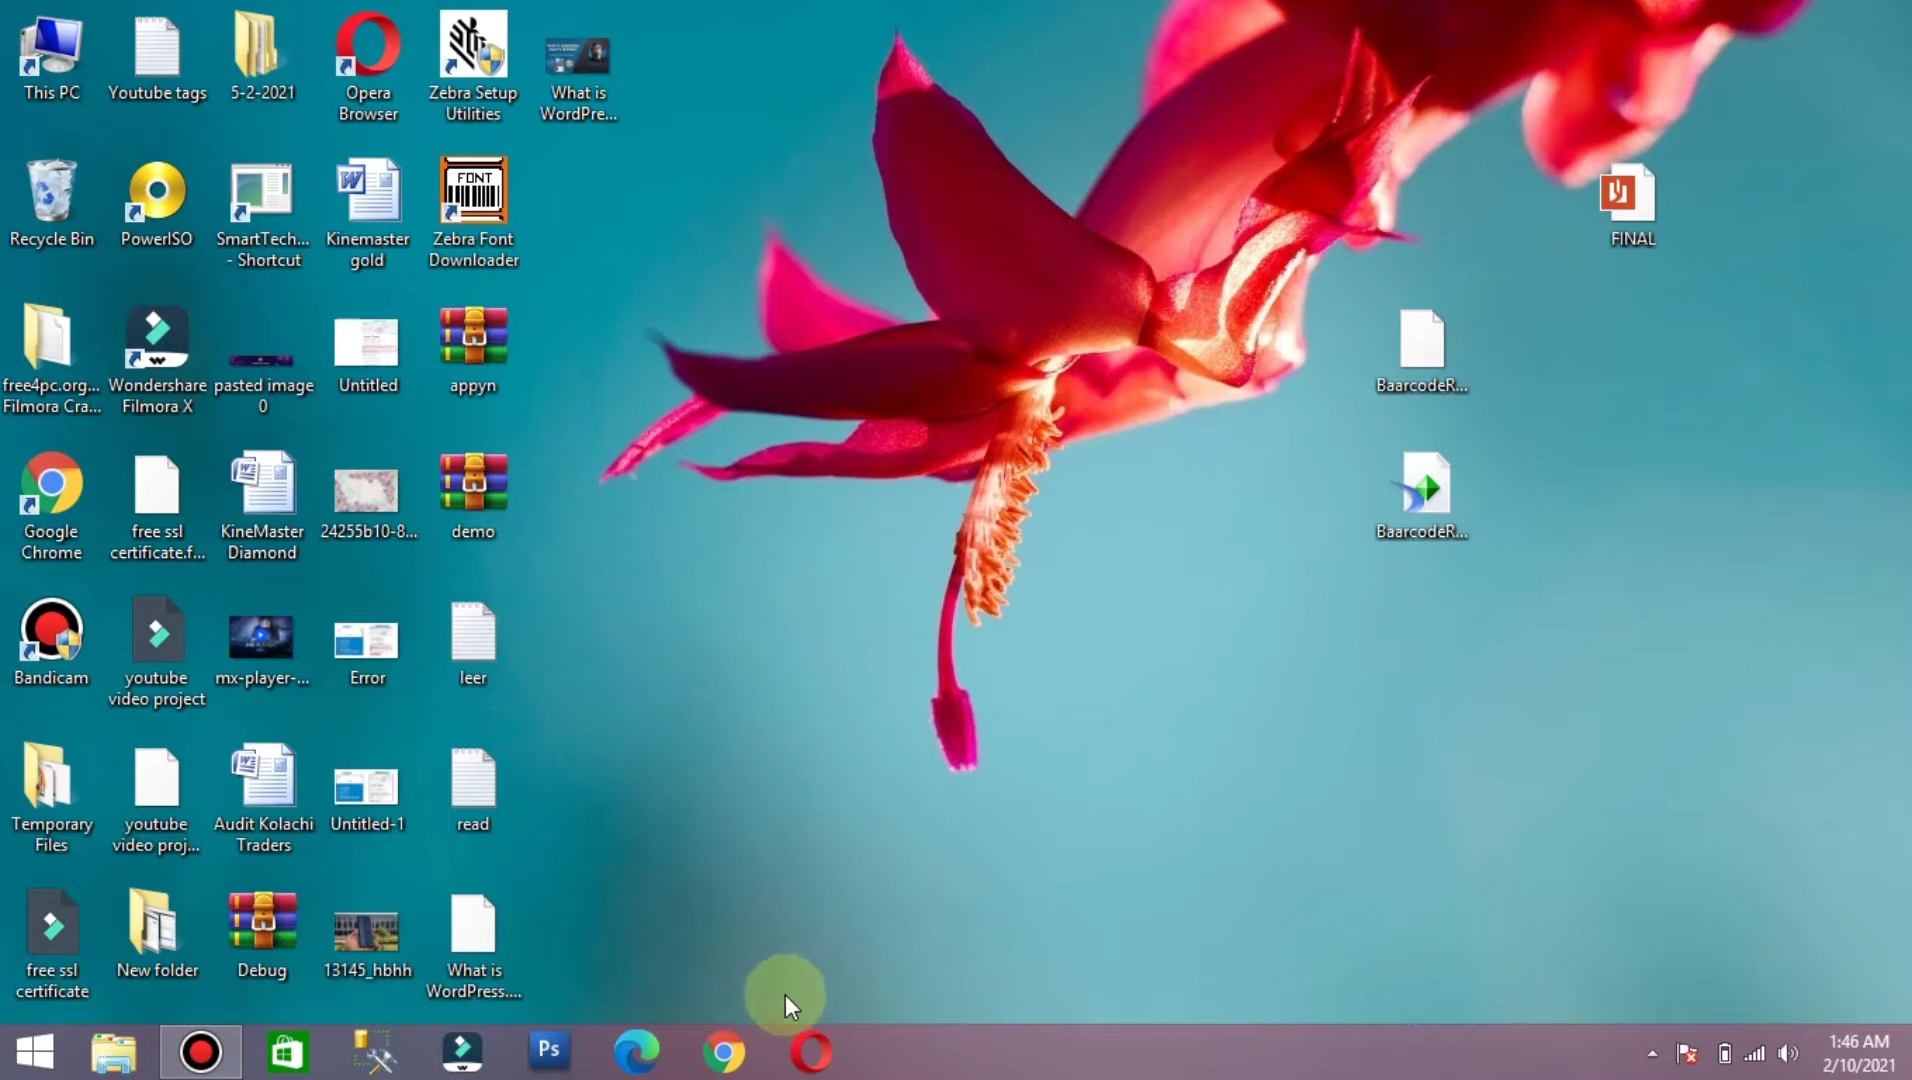 This PC
Youtube tags
5-2-2021
Opera
Browser
Zebra Setup
Utilities
What is
WordPre...
Recycle Bin
PowerISO
SmartTech...
- Shortcut
Kinemaster
gold
FONT
Zebra Font
Downloader
FINAL
free4pc.org...
Filmora Cra...
Wondershare
Filmora X
pasted image
0
Untitled
appyn
BaarcodeR...
Google
Chrome
free ssl
certificate.f...
KineMaster
Diamond
24255b10-8...
demo
BaarcodeR...
Bandicam
youtube
video project
mx-player-...
Error
leer
Temporary
Files
youtube
video proj...
Audit Kolachi
Traders
Untitled-1
read
free ssl
certificate
New folder
Debug
13145_hbhh
What is
WordPress....
Ps
1:46 AM
2/10/2021